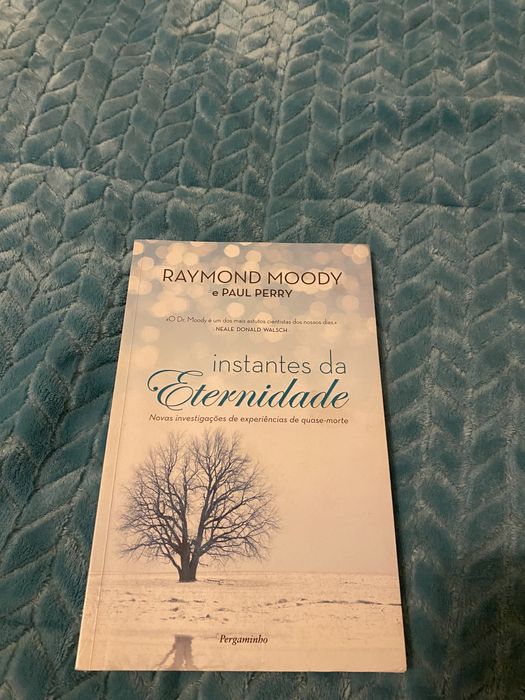 RAYMOND MOODY
e PAUL PERRY
«O Dr. Moody é um dos mais astutos cientistas dos nossos dias.»
- NEALE DONALD WALSCH -
instantes da
Eternidade
Novas investigações de experiências de quase-morte
Pergaminho